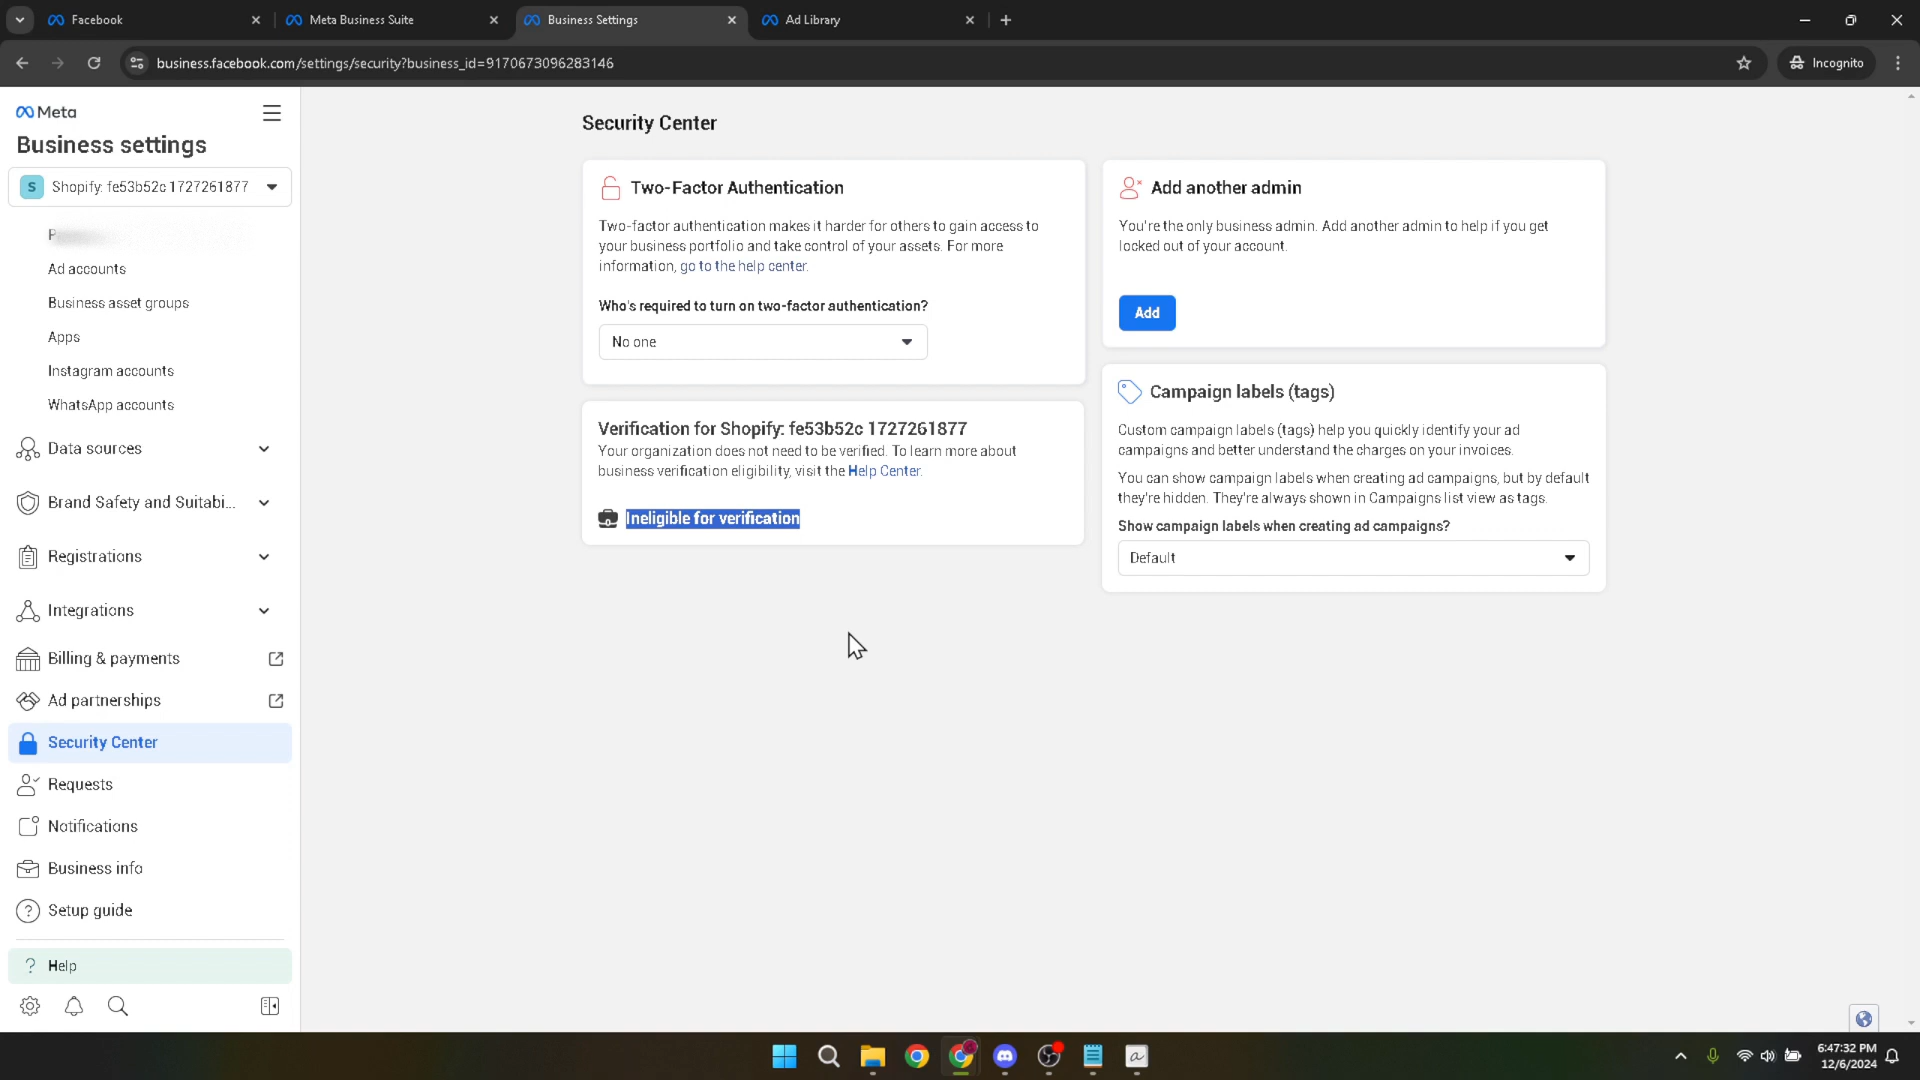 Facebook
Meta Business Suite
Business Settings
Ad Library
business.facebook.com/settings/security?business_id=9170673096283146
Incognito
Meta
Business settings
S
Shopify: fe53b52c 1727261877
Ad accounts
Business asset groups
Apps
Instagram accounts
WhatsApp accounts
Data sources
Brand Safety and Suitabi...
Registrations
Integrations
Billing & payments
Ad partnerships
Security Center
Requests
Notifications
Business info
Setup guide
? Help
Security Center
Two-Factor Authentication
Two-factor authentication makes it harder for others to gain access to
your business portfolio and take control of your assets. For more
information, go to the help center.
Who's required to turn on two-factor authentication?
No one
Verification for Shopify: fe53b52c 1727261877
Your organization does not need to be verified. To learn more about
business verification eligibility, visit the Help Center.
Ineligible for verification
Add another admin
You're the only business admin. Add another admin to help if you get
locked out of your account.
Add
Campaign labels (tags)
Custom campaign labels (tags) help you quickly identify your ad
campaigns and better understand the charges on your invoices.
You can show campaign labels when creating ad campaigns, but by default
they're hidden. They're always shown in Campaigns list view as tags.
Show campaign labels when creating ad campaigns?
Default
6:47:32 PM
12/6/2024